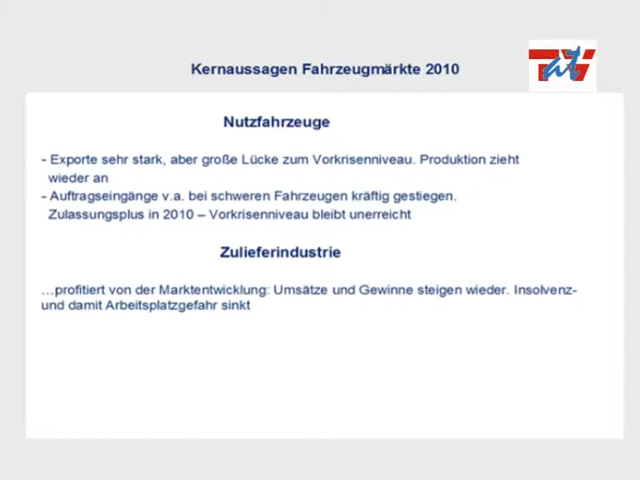 Kernaussagen Fahrzeugmärkte 2010
at
Nutzfahrzeuge
- Exporte sehr stark, aber große Lücke zum Vorkrisenniveau. Produktion zieht
wieder an
- Auftragseingänge v.a. bei schweren Fahrzeugen kräftig gestiegen.
Zulassungsplus in 2010 – Vorkrisenniveau bleibt unerreicht
Zulieferindustrie
…profitiert von der Marktentwicklung: Umsätze und Gewinne steigen wieder. Insolvenz-
und damit Arbeitsplatzgefahr sinkt